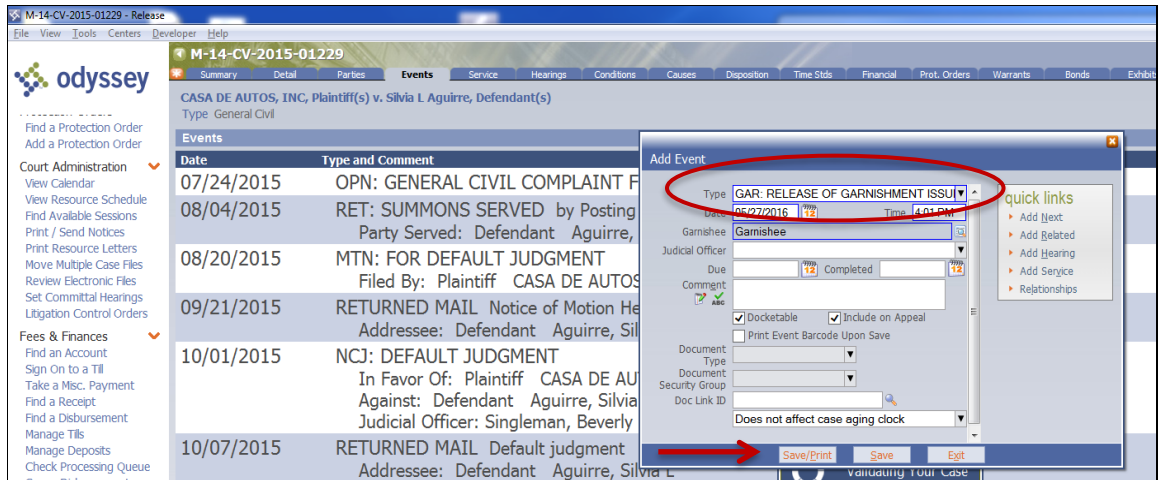 M-14-CV-2015-01229 - Release
File View Tools Centers Developer Help
odyssey
Find a Protection Order
Add a Protection Order
Court Administration
View Calendar
View Resource Schedule
Find Available Sessions
Print / Send Notices
Print Resource Letters
Move Multiple Case Files
Review Electronic Files
Set Committal Hearings
Litigation Control Orders
Fees & Finances
Find an Account
Sign On to a Till
Take a Misc. Payment
Find a Receipt
Find a Disbursement
Manage Tills
Manage Deposits
Check Processing Queue
M-14-CV-2015-01229
Summary Detail Parties Events Service Hearings Conditions Causes Disposition Time Stds Financial Prot. Orders Warrants Bonds Exhibit
CASA DE AUTOS, INC, Plaintiff(s) v. Silvia L Aguirre, Defendant(s)
Type General Civil
Events
Date Type and Comment
07/24/2015 OPN: GENERAL CIVIL COMPLAINT F
08/04/2015 RET: SUMMONS SERVED by Posting
Party Served: Defendant Aguirre,
08/20/2015 MTN: FOR DEFAULT JUDGMENT
Filed By: Plaintiff CASA DE AUTOS
09/21/2015 RETURNED MAIL Notice of Motion He
Addressee: Defendant Aguirre, Sil
10/01/2015 NCJ: DEFAULT JUDGMENT
In Favor Of: Plaintiff CASA DE AU
Against: Defendant Aguirre, Silvia
Judicial Officer: Singleman, Beverly
10/07/2015 RETURNED MAIL Default judgment
Addressee: Defendant Aguirre, Silvia L
Add Event
Type GAR: RELEASE OF GARNISHMENT ISSU
Date 05/27/2016 12 Time 4:01 PM
Garnishee Garnishee
Judicial Officer
Due 12 Completed 12
Comment
ABC
Docketable Include on Appeal
Print Event Barcode Upon Save
Document
Type
Document
Security Group
Doc Link ID
Does not affect case aging clock
Save/Print Save Exit
quick links
Add Next
Add Related
Add Hearing
Add Service
Relationships
Validating Your Case